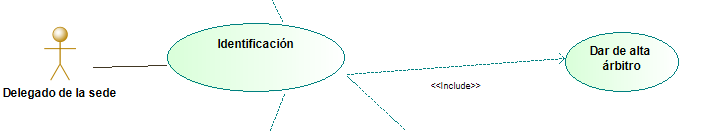 Identificación
Dar de alta
árbitro
<<Include>>
Delegado de la sede